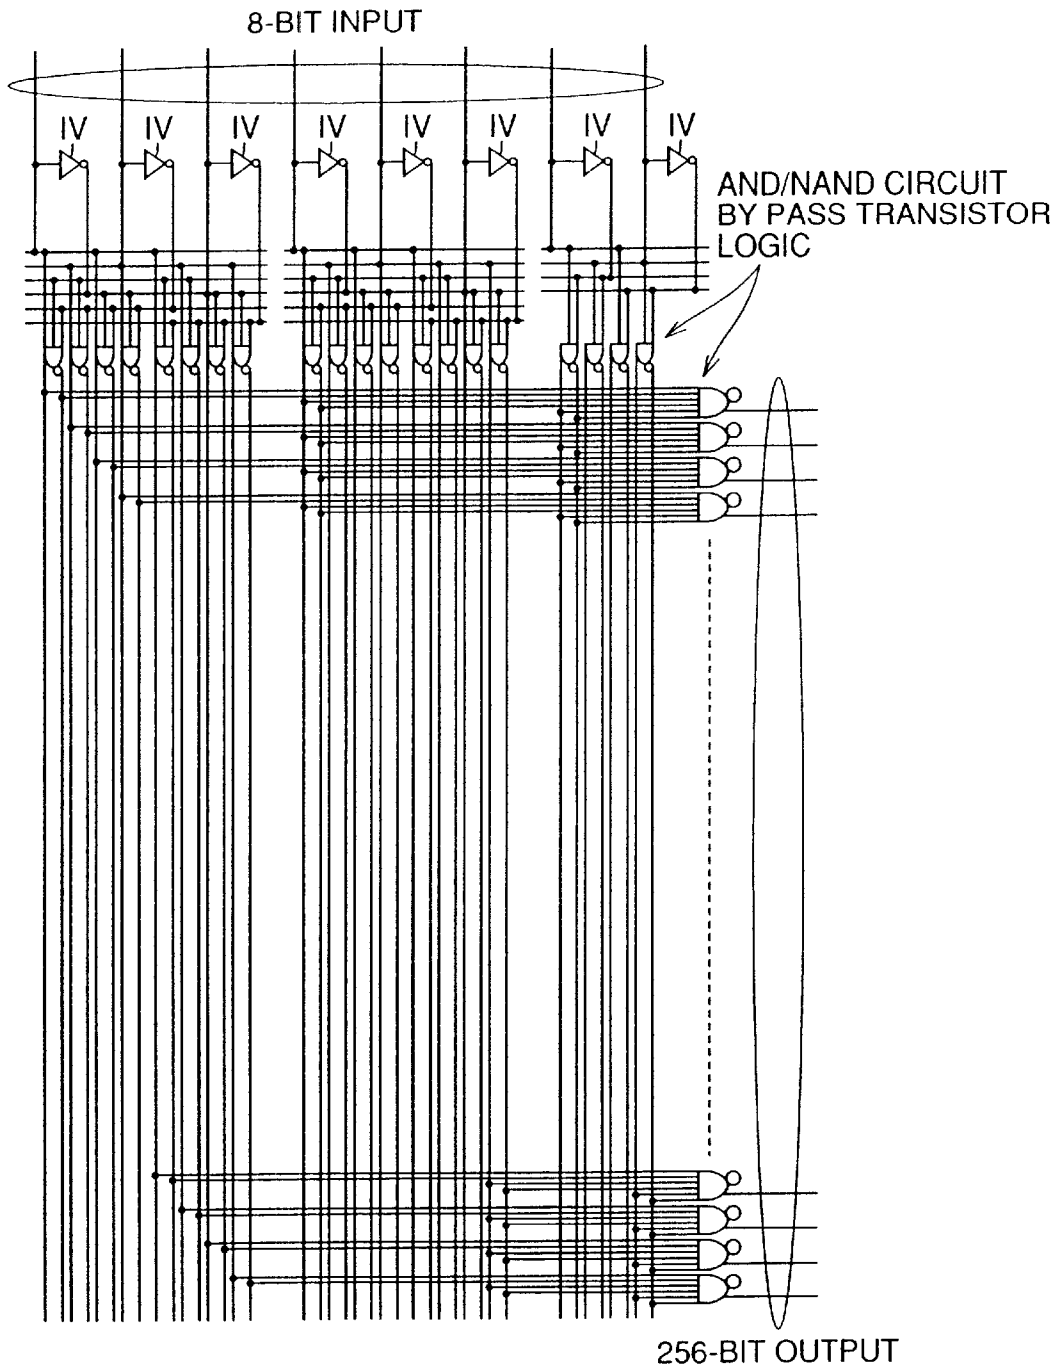 8-BIT INPUT
IV IV IV IV IV IV IV IV
AND/NAND CIRCUIT
BY PASS TRANSISTOR
LOGIC
256-BIT OUTPUT